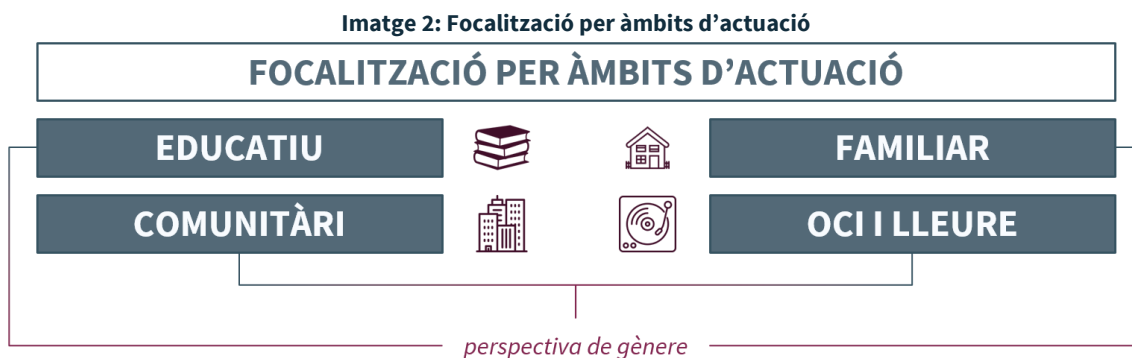 Imatge 2: Focalització per àmbits d’actuació
FOCALITZACIÓ PER ÀMBITS D’ACTUACIÓ
EDUCATIU
FAMILIAR
COMUNITÀRI
OCI I LLEURE
perspectiva de gènere